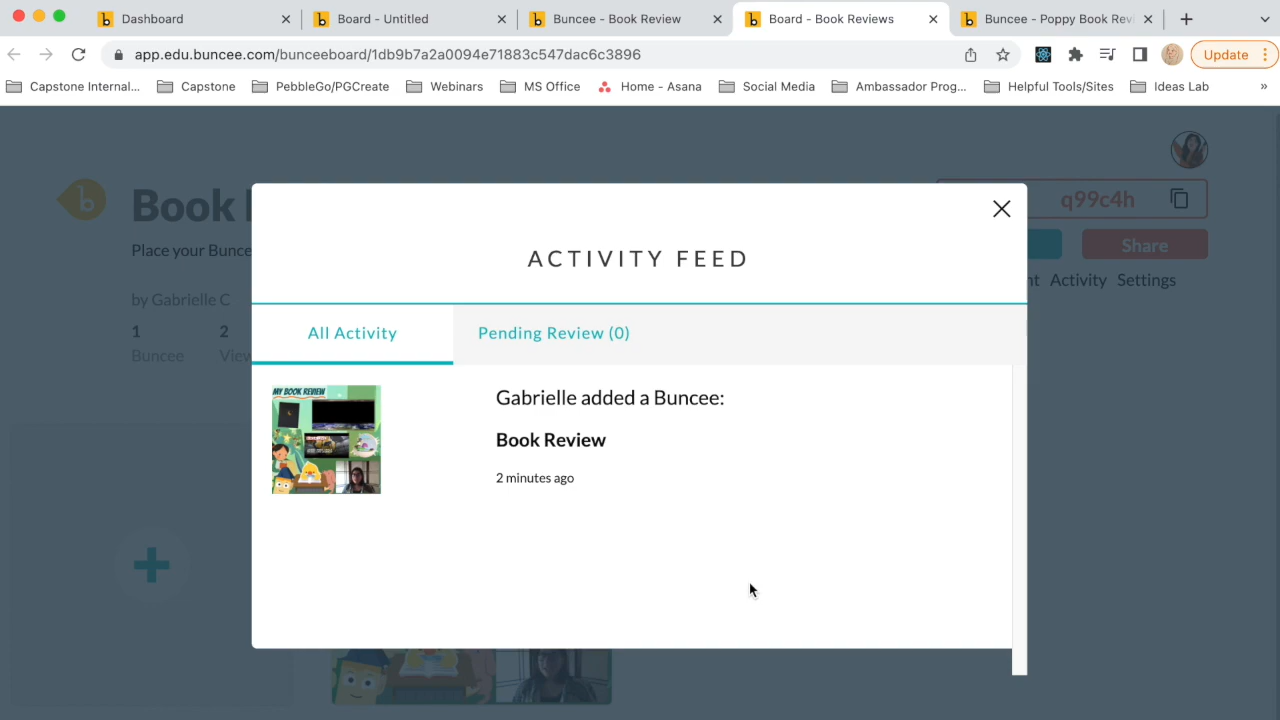 Dashboard
Board - Untitled
Buncee - Book Review
Board - Book Reviews
Buncee - Poppy Book Rev
app.edu.buncee.com/bunceeboard/1db9b7a2a0094e71883c547dac6c3896
Update
Capstone Internal...
Capstone
PebbleGo/PGCreate
Webinars
MS Office
Home - Asana
Social Media
Ambassador Prog...
Helpful Tools/Sites
Ideas Lab
»
b
Book
q99c4h
Place your Bunce
Share
Activity
Settings
by Gabrielle C
1
2
Buncee
View
ACTIVITY FEED
All Activity
Pending Review (0)
MY BOOK REVIEW
Gabrielle added a Buncee:
Book Review
2 minutes ago